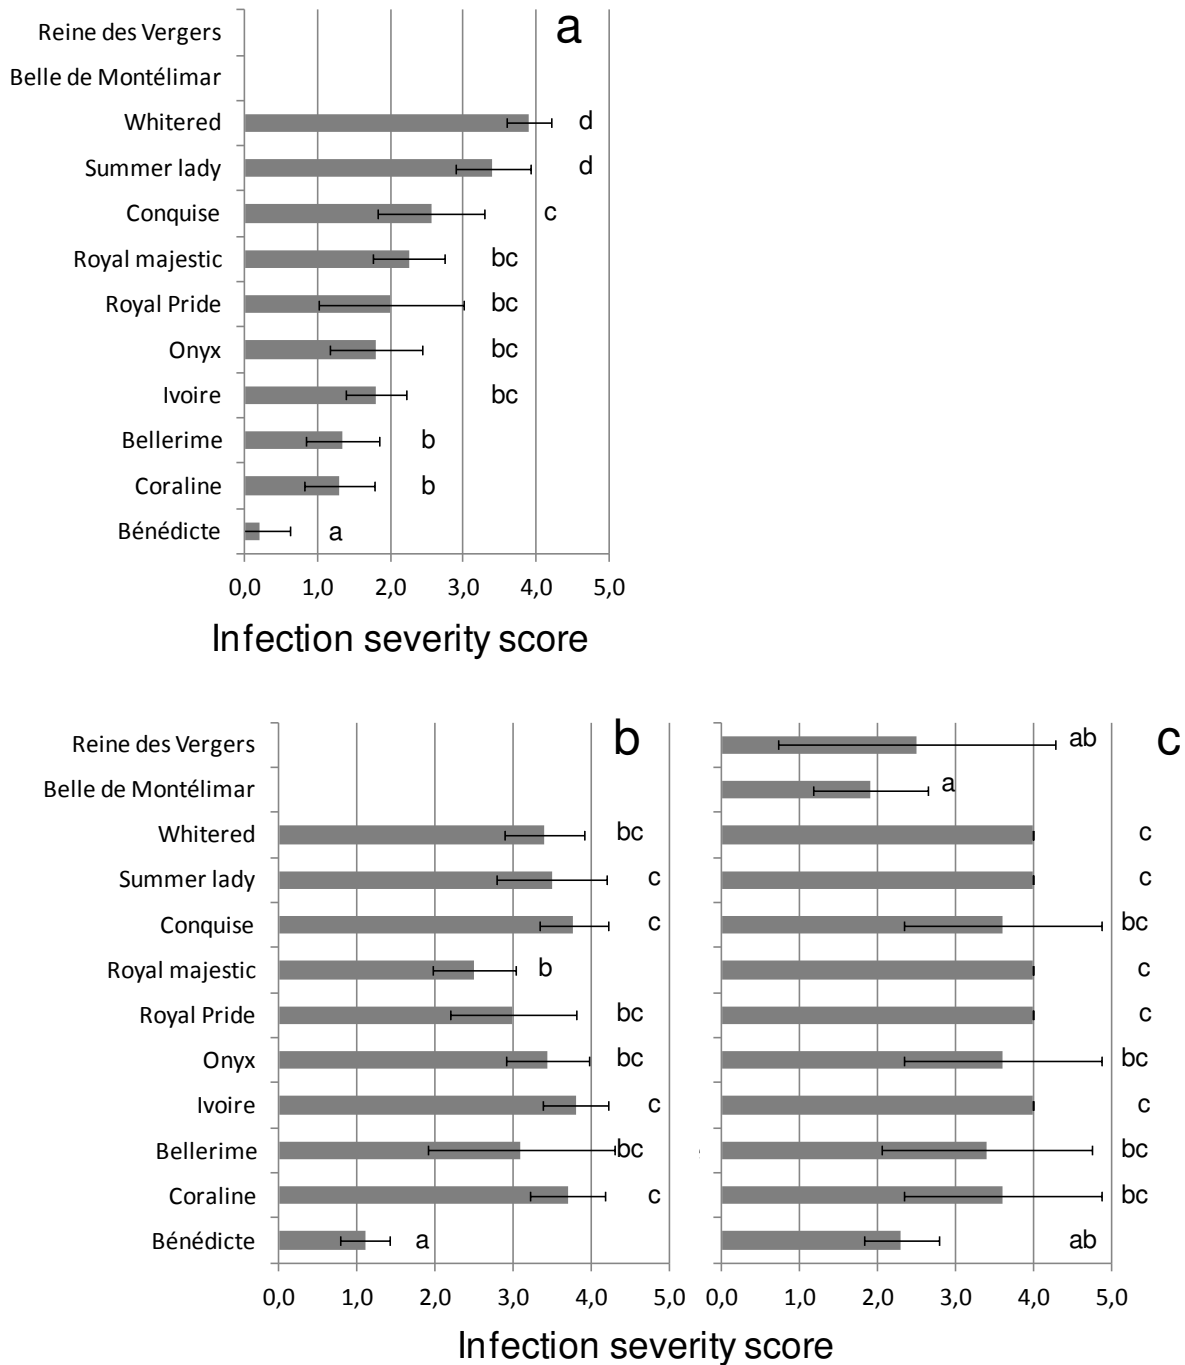 Reine des Vergers a
Belle de Montélimar
Whitered d
Summer lady d
Conquise c
Royal majestic bc
Royal Pride bc
Onyx bc
Ivoire bc
Bellerime b
Coraline b
Bénédicte a
0,0 1,0 2,0 3,0 4,0 5,0
Infection severity score
Reine des Vergers b ab c
Belle de Montélimar a
Whitered bc c
Summer lady c c
Conquise c bc
Royal majestic b c
Royal Pride bc c
Onyx bc bc
Ivoire c c
Bellerime bc bc
Coraline c bc
Bénédicte a ab
0,0 1,0 2,0 3,0 4,0 5,0 0,0 1,0 2,0 3,0 4,0 5,0
Infection severity score